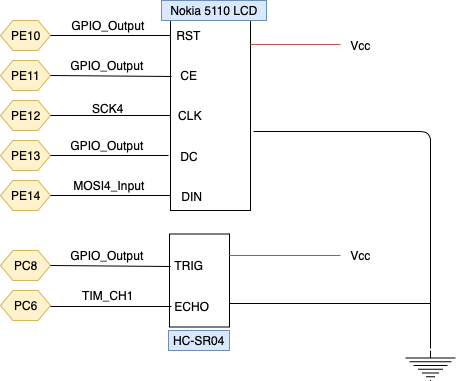 Nokia 5110 LCD
PE10 GPIO_Output RST
Vcc
PE11 GPIO_Output CE
PE12 SCK4 CLK
PE13 GPIO_Output DC
PE14 MOSI4_Input DIN
PC8 GPIO_Output TRIG
Vcc
PC6 TIM_CH1 ECHO
HC-SR04